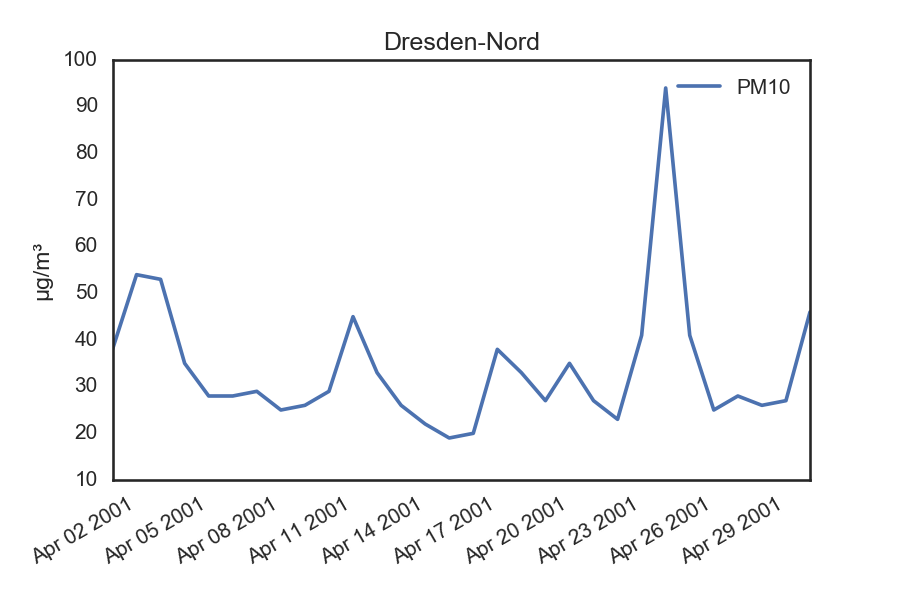 Dresden-Nord
100
90
80
70
60
50
40
30
20
10
µg/m³
PM10
Apr 02 2001
Apr 05 2001
Apr 08 2001
Apr 11 2001
Apr 14 2001
Apr 17 2001
Apr 20 2001
Apr 23 2001
Apr 26 2001
Apr 29 2001